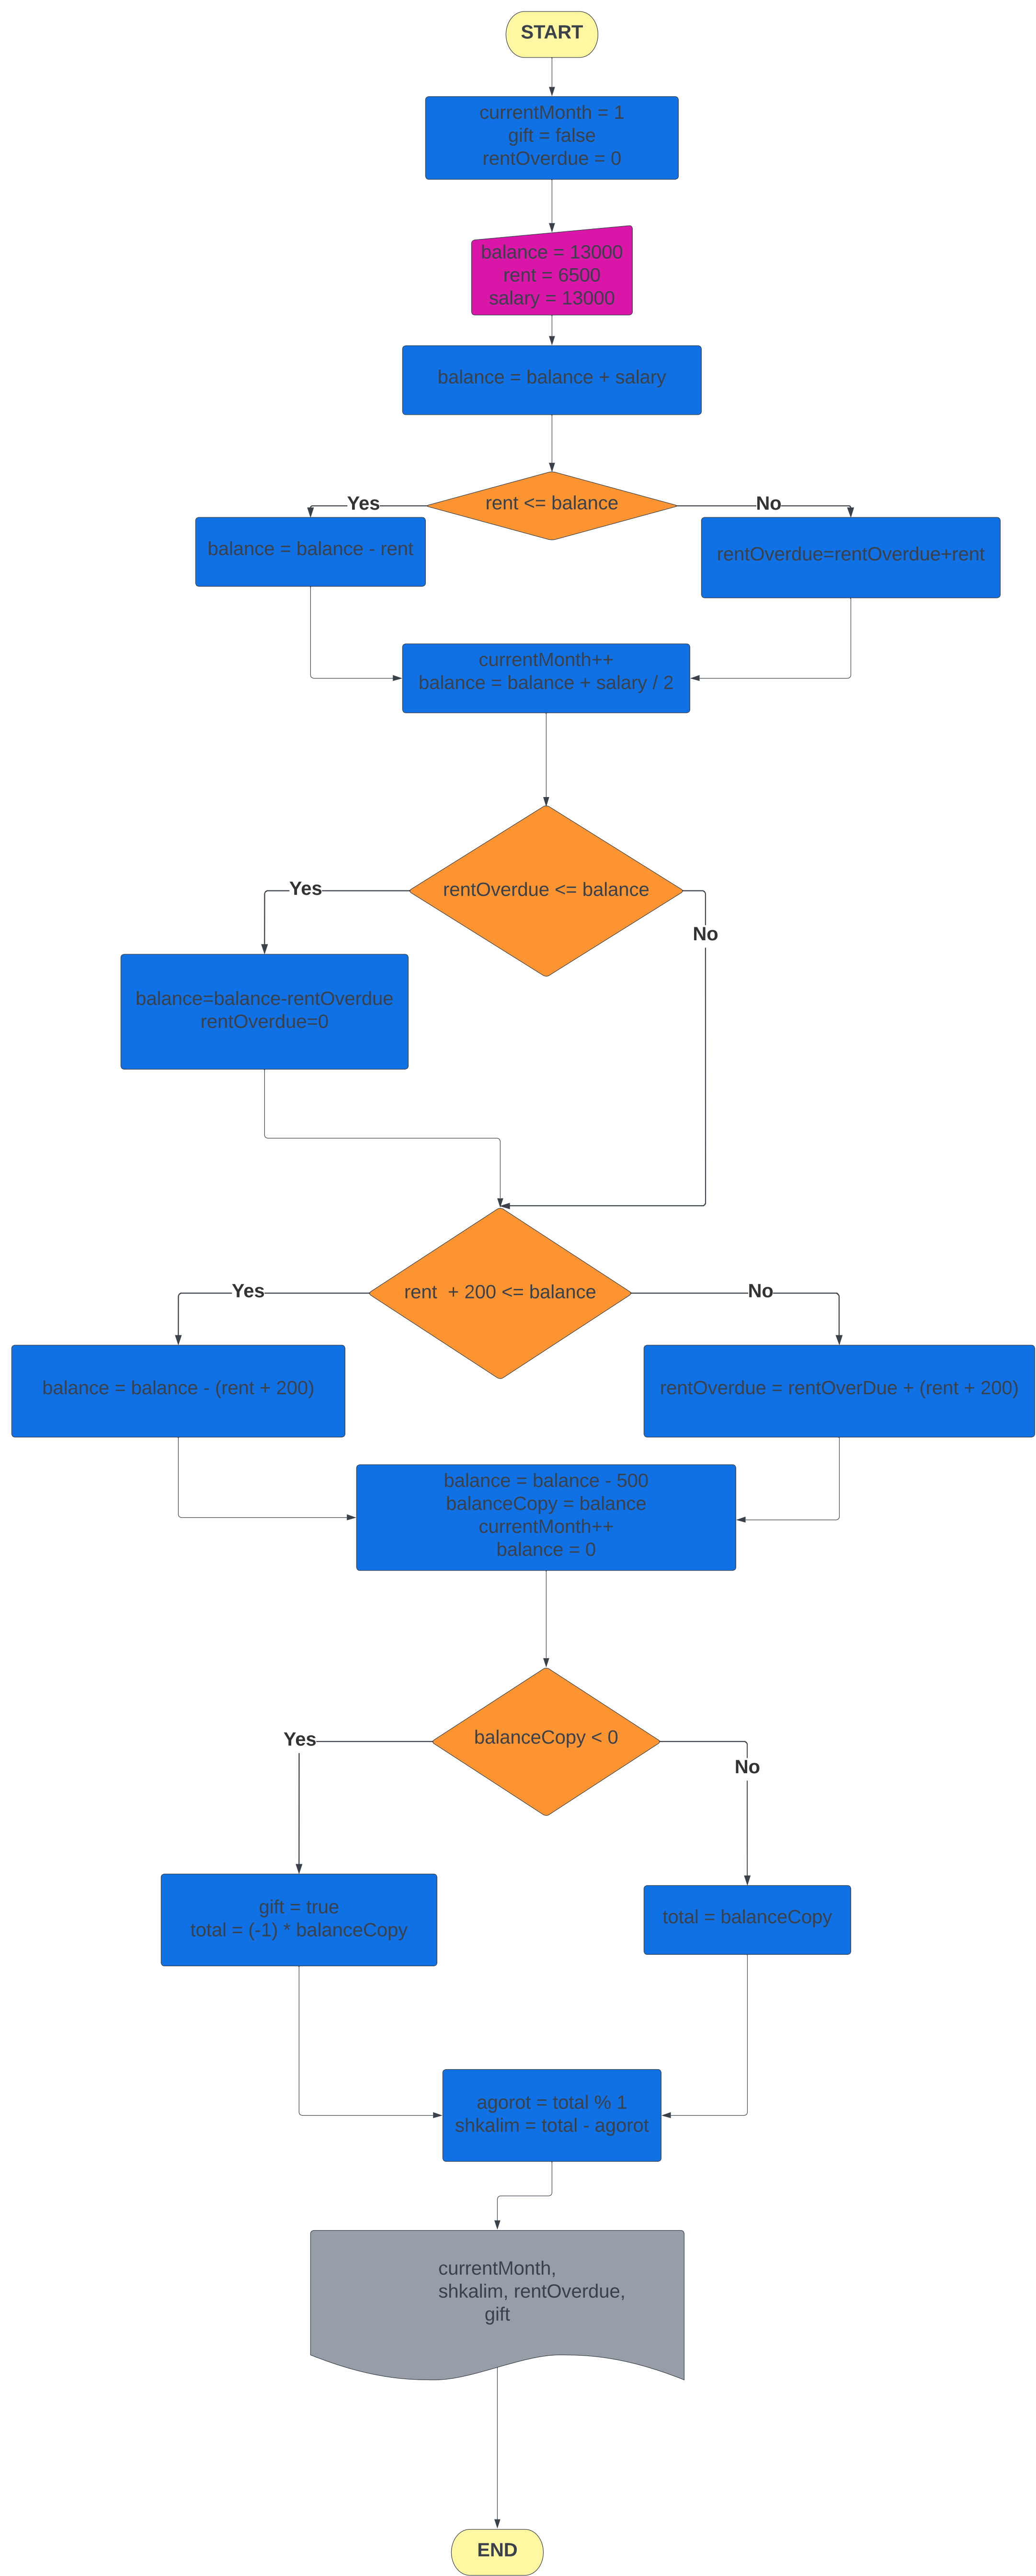 START
currentMonth = 1
gift = false
rentOverdue = 0
balance = 13000
rent = 6500
salary = 13000
balance = balance + salary
rent <= balance
Yes
No
balance = balance - rent
rentOverdue=rentOverdue+rent
currentMonth++
balance = balance + salary / 2
rentOverdue <= balance
Yes
No
balance=balance-rentOverdue
rentOverdue=0
rent  + 200 <= balance
Yes
No
balance = balance - (rent + 200)
rentOverdue = rentOverDue + (rent + 200)
balance = balance - 500
balanceCopy = balance
currentMonth++
balance = 0
balanceCopy < 0
Yes
No
gift = true
total = (-1) * balanceCopy
total = balanceCopy
agorot = total % 1
shkalim = total - agorot
currentMonth,
shkalim, rentOverdue,
gift
END